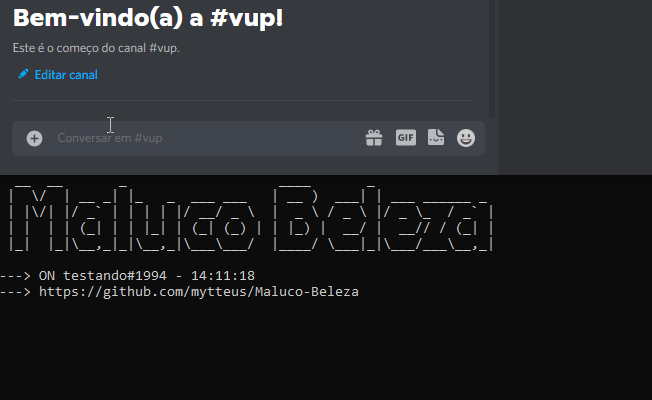 Bem-vindo(a) a #vup!
Este é o começo do canal #vup.
Editar canal
Conversar em #vup
GIF
Maluco Beleza
---> ON testando#1994 - 14:11:18
---> https://github.com/mytteus/Maluco-Beleza